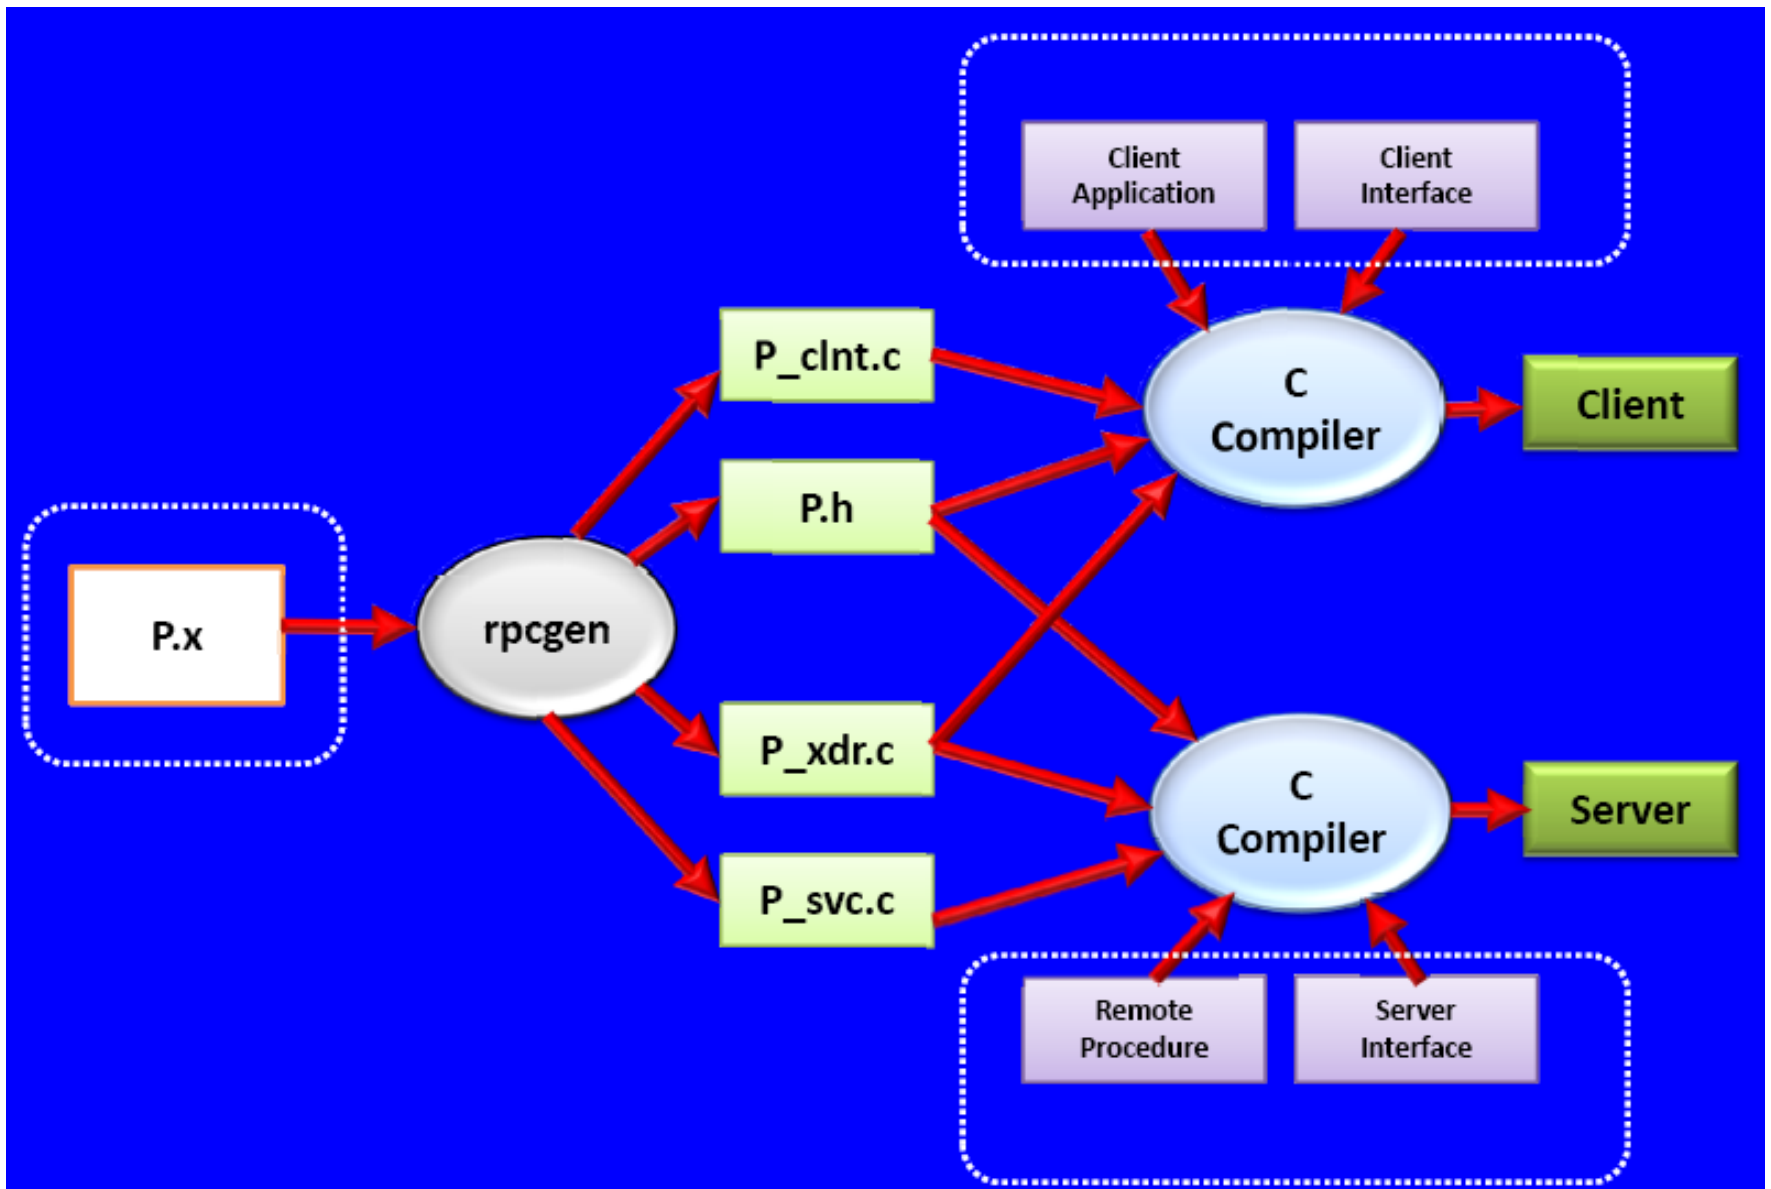 Client
Application
Client
Interface
P_clnt.c
C
Compiler
Client
P.h
P.x
rpcgen
P_xdr.c
C
Compiler
Server
P_svc.c
Remote
Procedure
Server
Interface